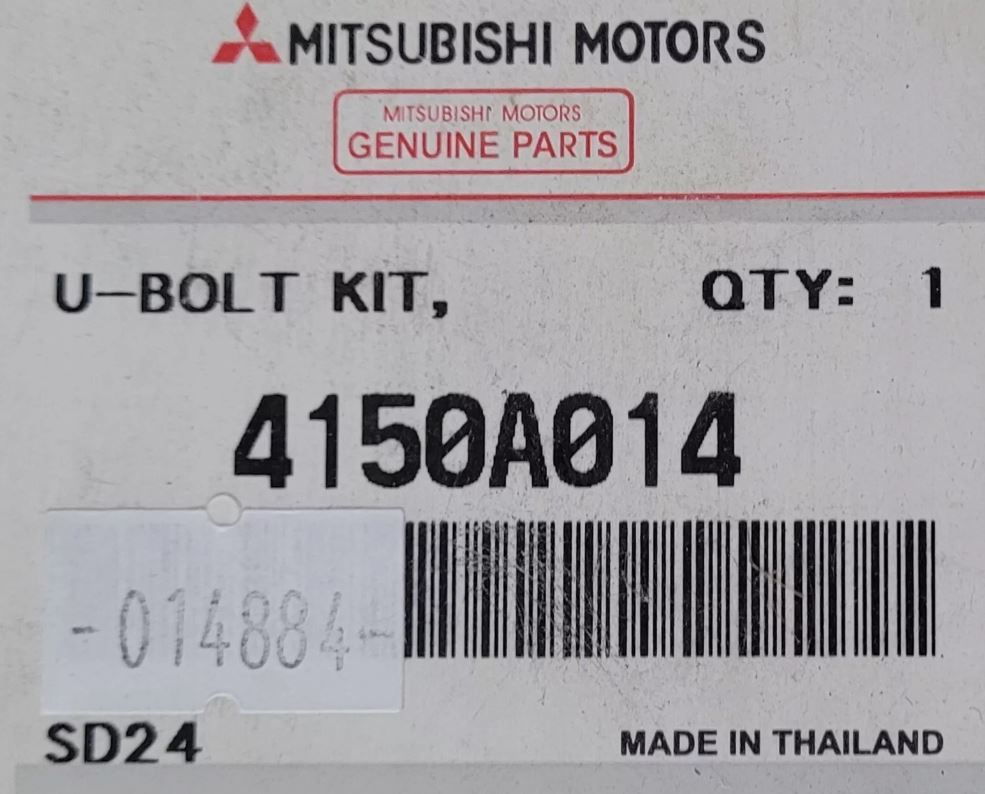 MITSUBISHI MOTORS
MITSUBISHI MOTORS
GENUINE PARTS
U-BOLT KIT, QTY: 1
4150A014
-014884-
SD24 MADE IN THAILAND